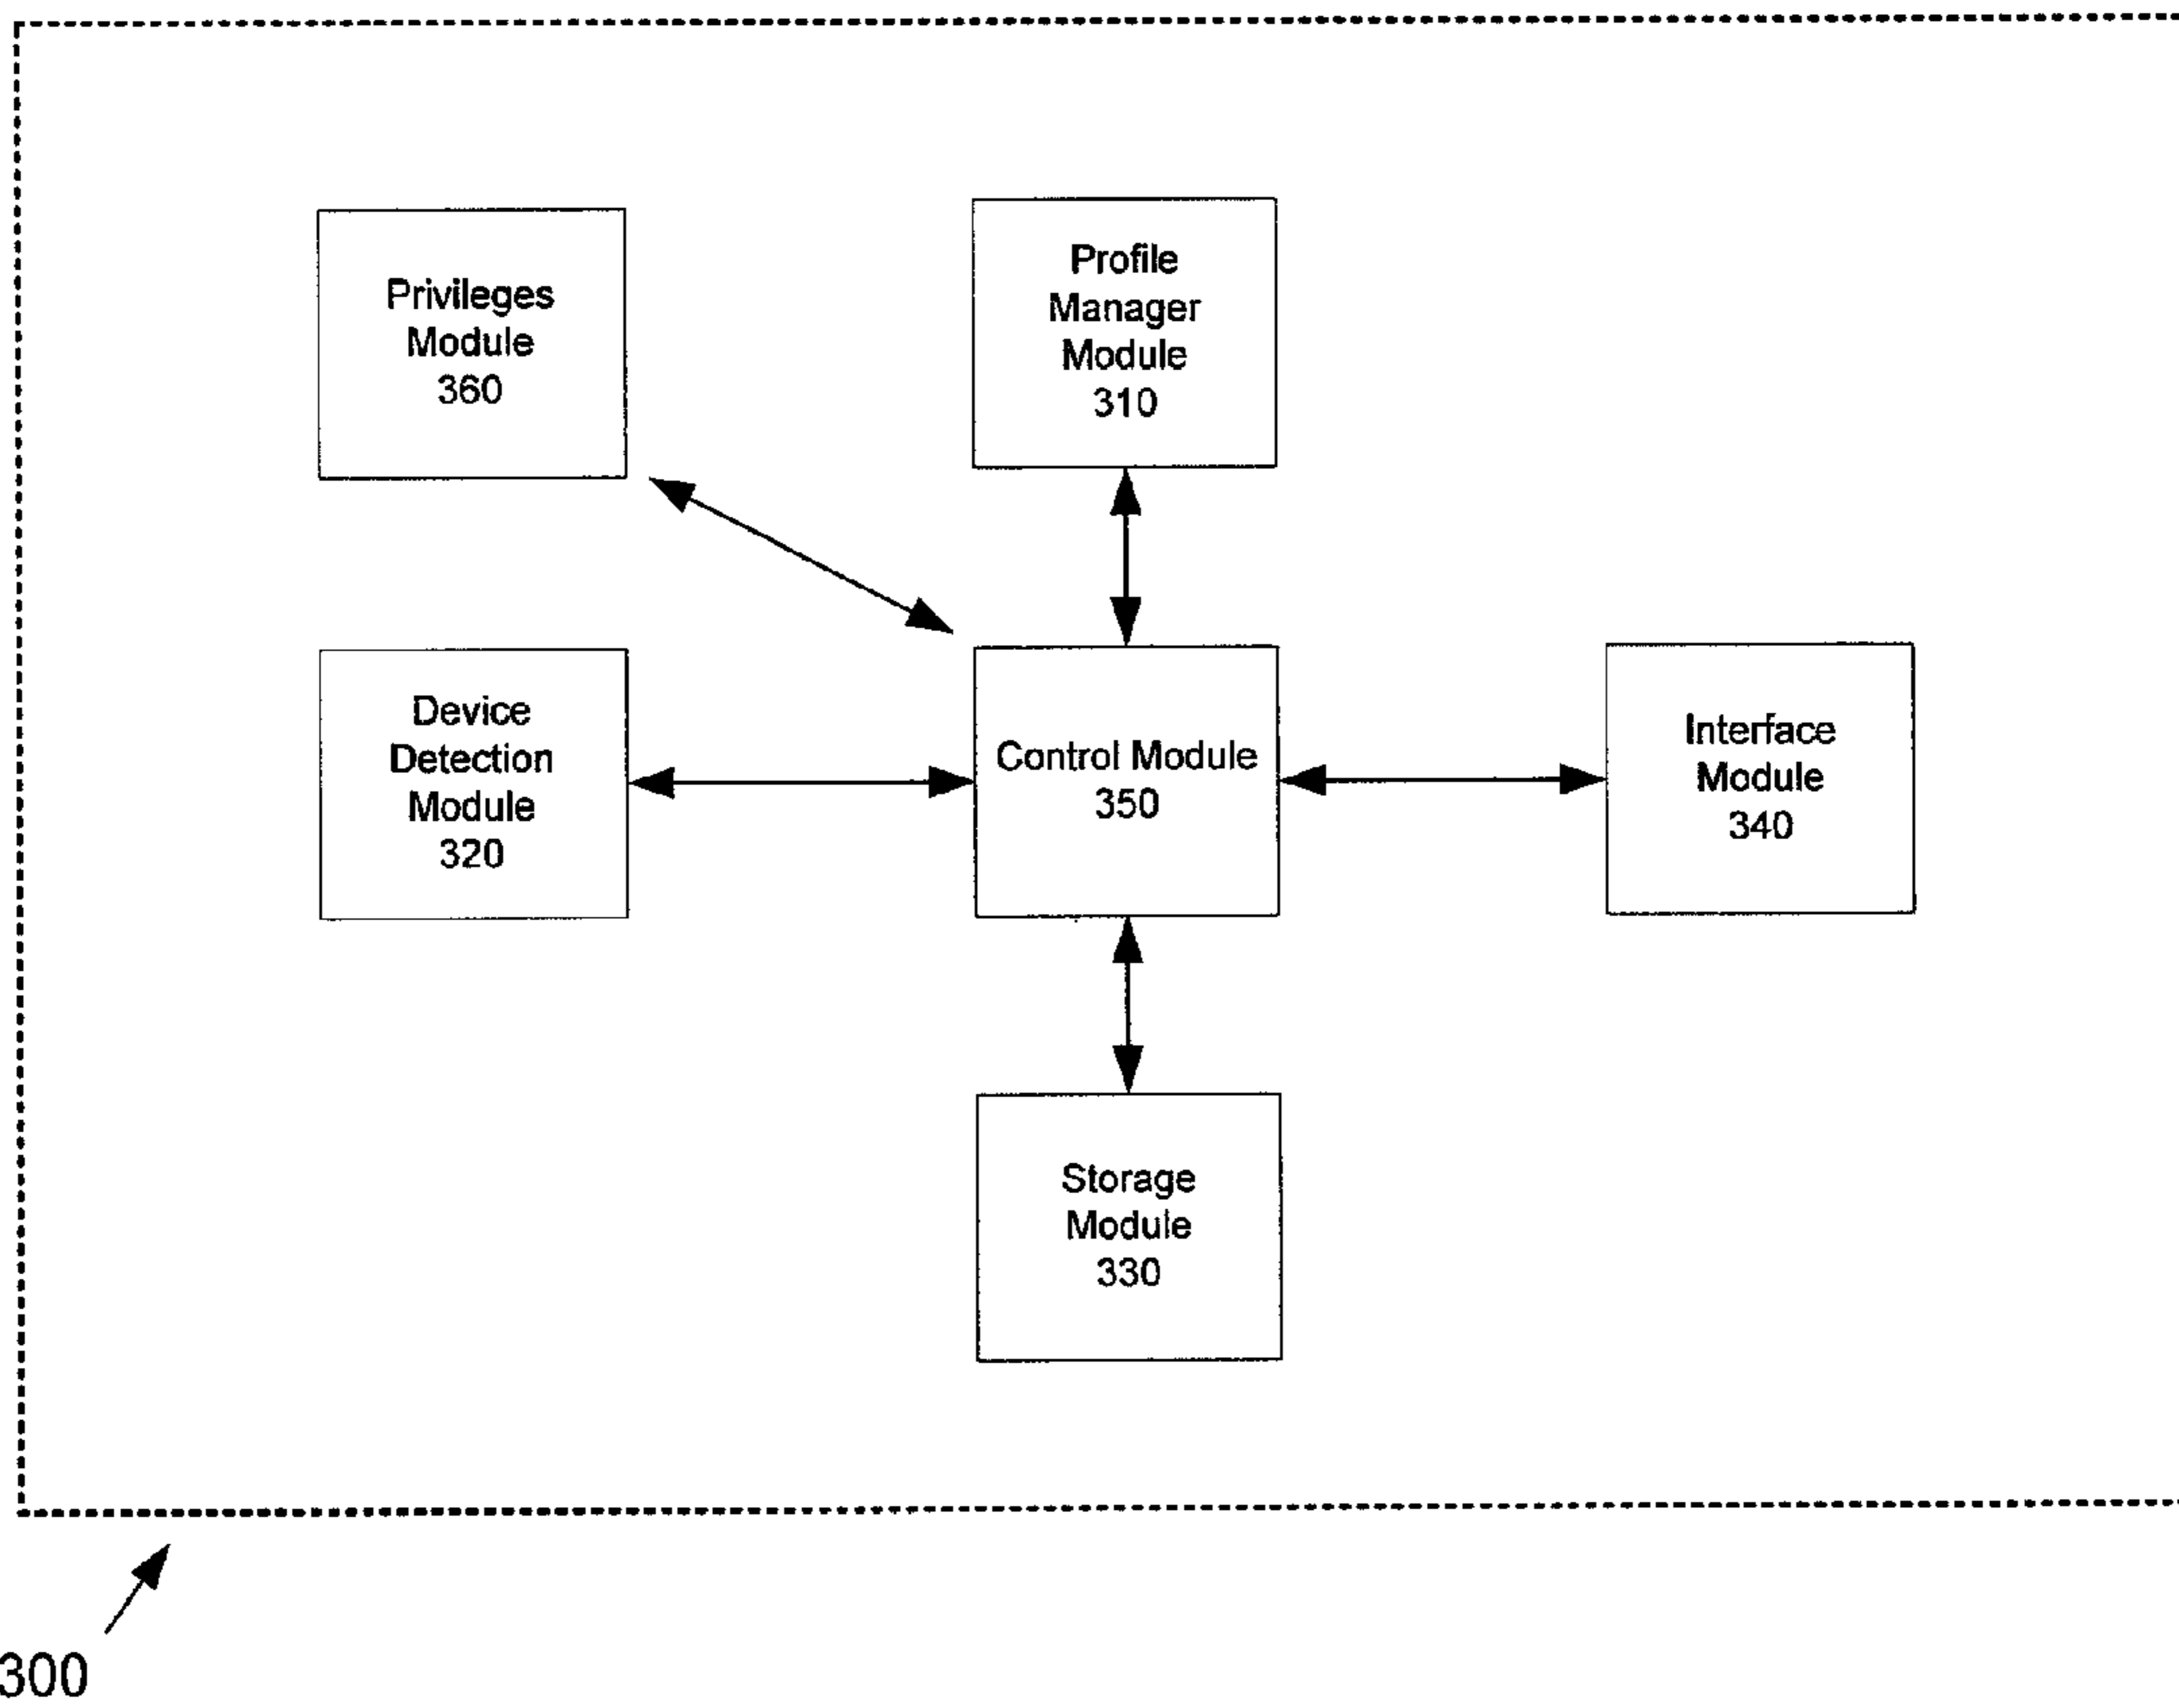 Privileges
Module
360
Profile
Manager
Module
310
Device
Detection
Module
320
Control Module
350
Interface
Module
340
Storage
Module
330
300